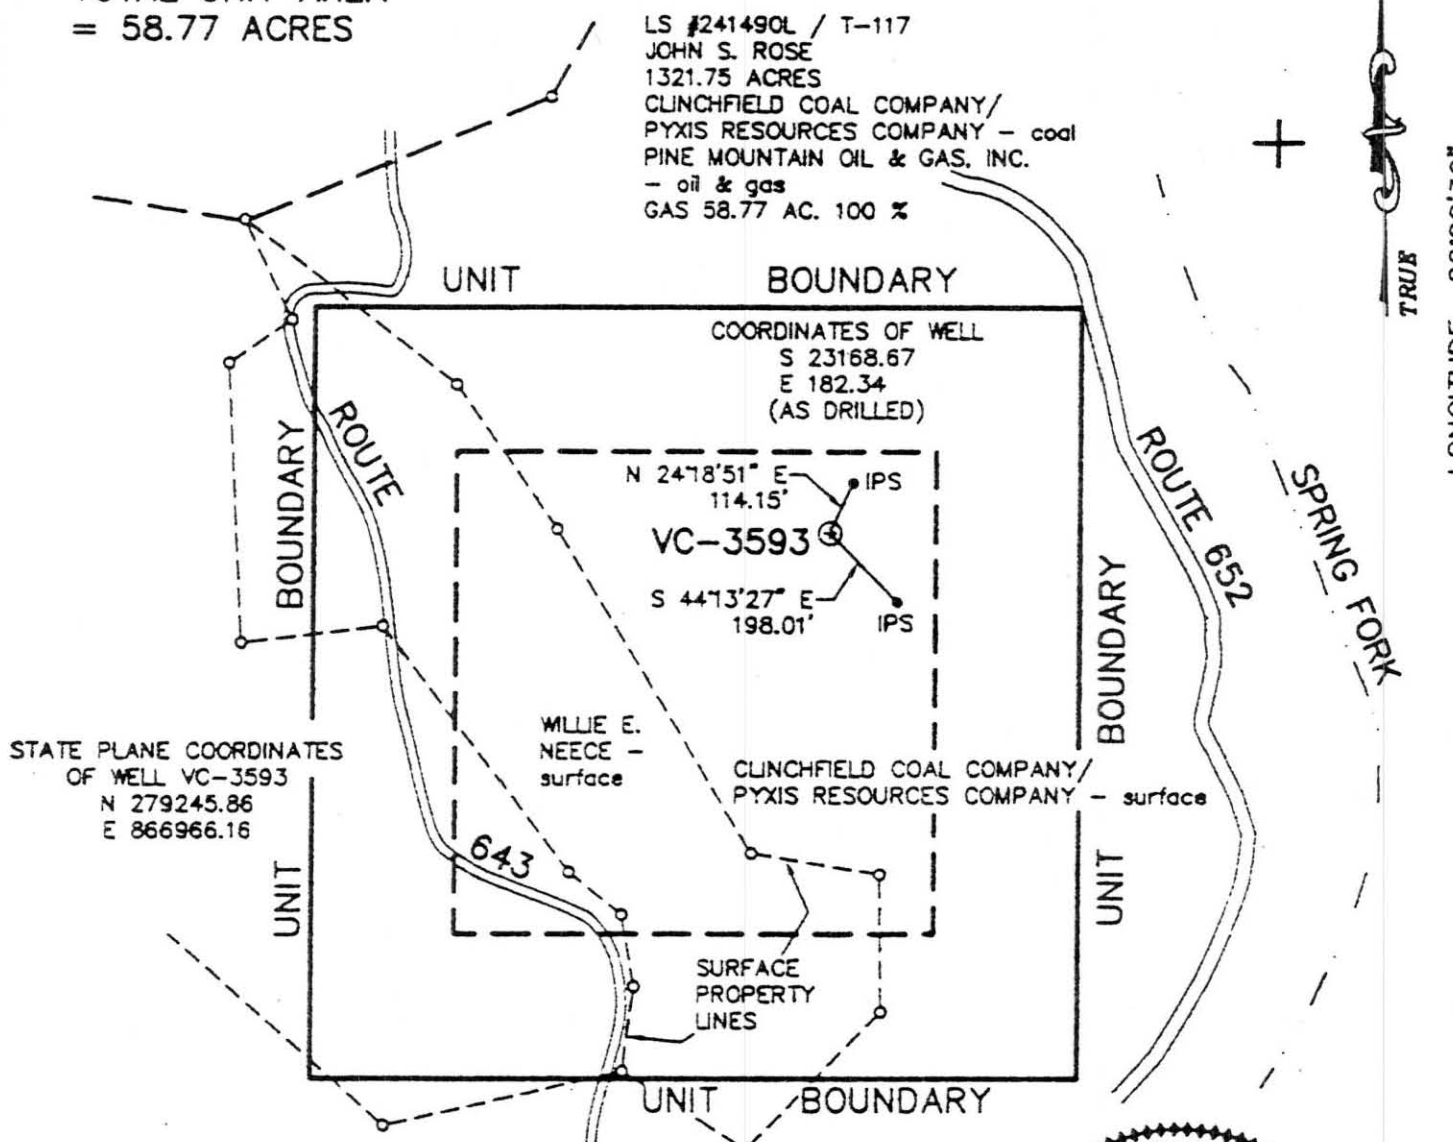 = 58.77 ACRES
LS #241490L / T-117
JOHN S. ROSE
1321.75 ACRES
CLINCHFIELD COAL COMPANY/
PYXIS RESOURCES COMPANY - coal
PINE MOUNTAIN OIL & GAS, INC.
- oil & gas
GAS 58.77 AC. 100 %
TRUE
UNIT BOUNDARY
COORDINATES OF WELL
S 23168.67
E 182.34
(AS DRILLED)
BOUNDARY
ROUTE
N 24°18'51" E
114.15'
IPS
VC-3593
S 44°13'27" E
198.01'
IPS
ROUTE 652
SPRING FORK
BOUNDARY
STATE PLANE COORDINATES
OF WELL VC-3593
N 279245.86
E 866966.16
WILLIE E.
NEECE -
surface
CLINCHFIELD COAL COMPANY/
PYXIS RESOURCES COMPANY - surface
643
UNIT
UNIT
SURFACE
PROPERTY
LINES
UNIT BOUNDARY